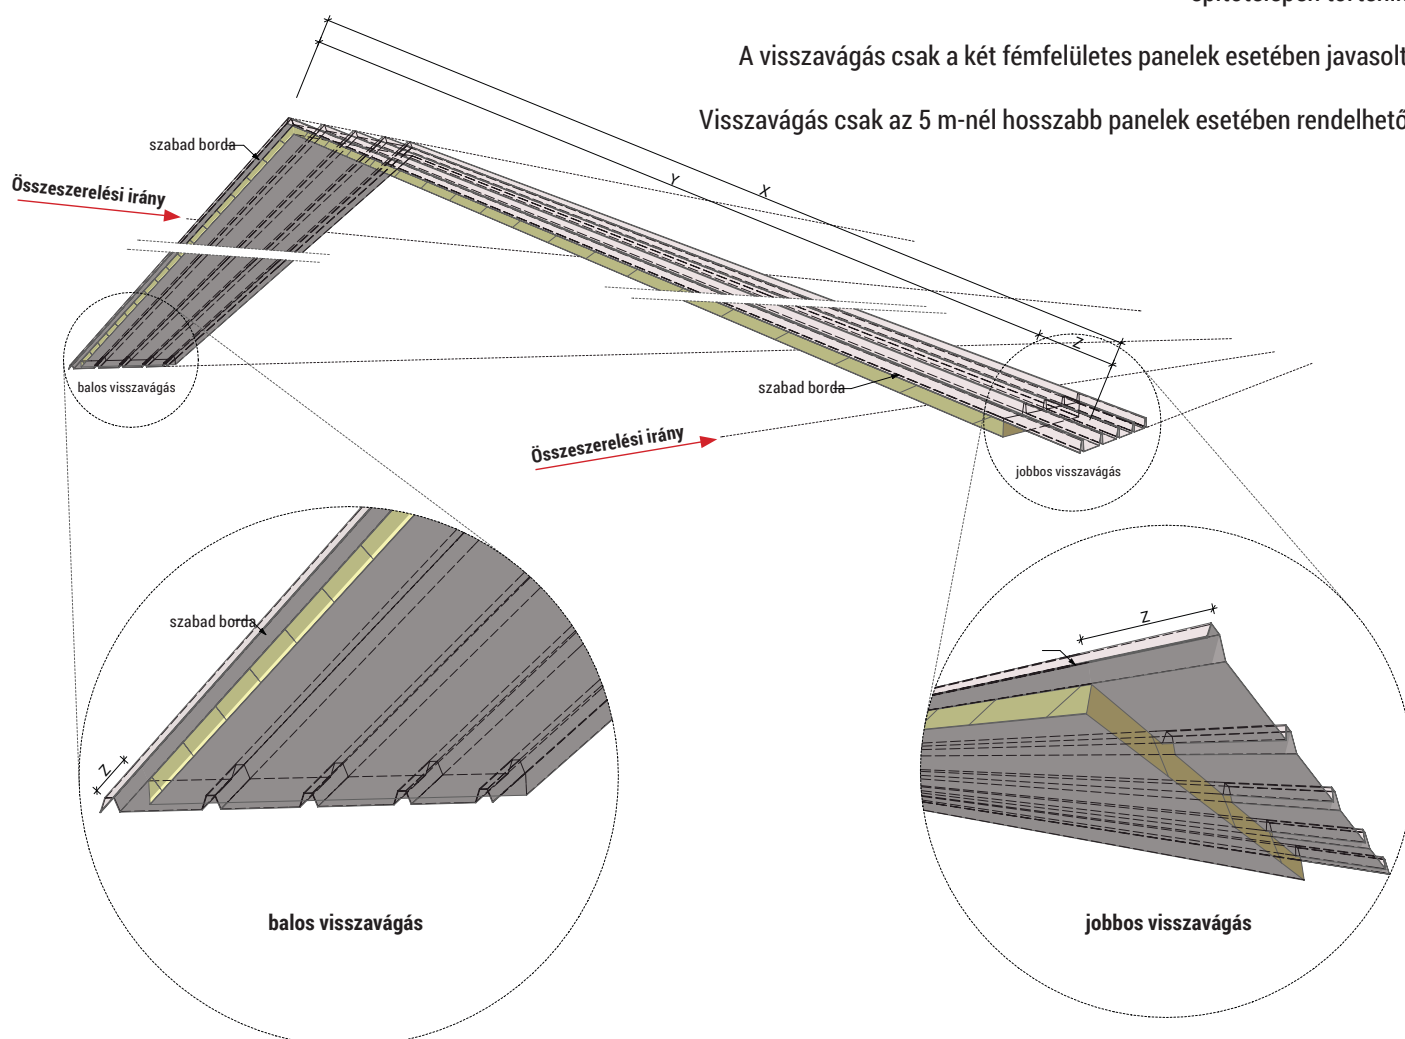 A visszavágás csak a két fémfelületes panelek esetében javasolt
Visszavágás csak az 5 m-nél hosszabb panelek esetében rendelhető
szabad borda
Összeszerelési irány
Y
X
Z
balos visszavágás
szabad borda
Összeszerelési irány
jobbos visszavágás
szabad borda
Z
Z
balos visszavágás
jobbos visszavágás